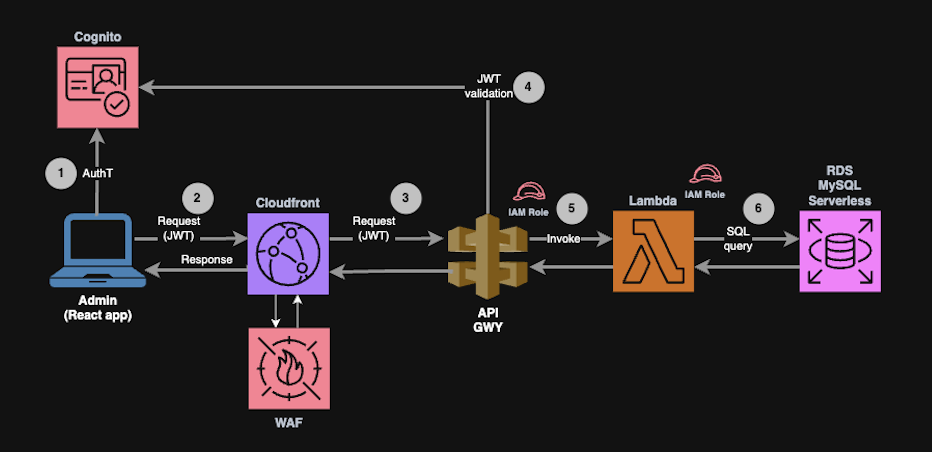 Cognito
JWT
validation
4
1
AuthT
2
Request
(JWT)
Cloudfront
3
Request
(JWT)
IAM Role
5
Invoke
Lambda
IAM Role
6
SQL
query
RDS
MySQL
Serverless
Response
Admin
(React app)
API
GWY
WAF